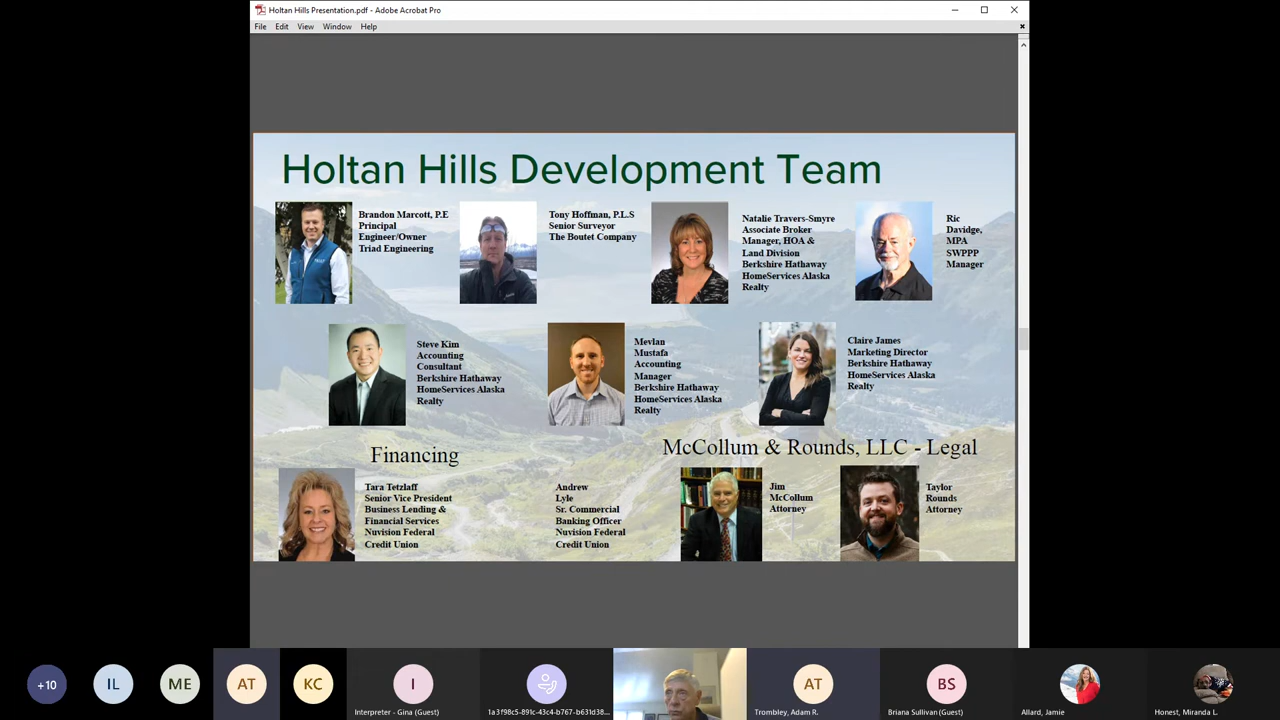 Holtan Hills Presentation.pdf - Adobe Acrobat Pro
File Edit View Window Help
Holtan Hills Development Team
Brandon Marcott, P.E
Principal
Engineer/Owner
Triad Engineering
Tony Hoffman, P.L.S
Senior Surveyor
The Boutet Company
Natalie Travers-Smyre
Associate Broker
Manager, HOA &
Land Division
Berkshire Hathaway
HomeServices Alaska
Realty
Ric
Davidge,
MPA
SWPPP
Manager
Steve Kim
Accounting
Consultant
Berkshire Hathaway
HomeServices Alaska
Realty
Mevlan
Mustafa
Accounting
Manager
Berkshire Hathaway
HomeServices Alaska
Realty
Claire James
Marketing Director
Berkshire Hathaway
HomeServices Alaska
Realty
Financing
McCollum & Rounds, LLC - Legal
Tara Tetzlaff
Senior Vice President
Business Lending &
Financial Services
Nuvision Federal
Credit Union
Andrew
Lyle
Sr. Commercial
Banking Officer
Nuvision Federal
Credit Union
Jim
McCollum
Attorney
Taylor
Rounds
Attorney
+10
IL
ME
AT
KC
I
Interpreter - Gina (Guest)
1a3f98c5-891c-43c4-b767-b631d38...
AT
Trombley, Adam R.
BS
Briana Sullivan (Guest)
Allard, Jamie
Honest, Miranda L.